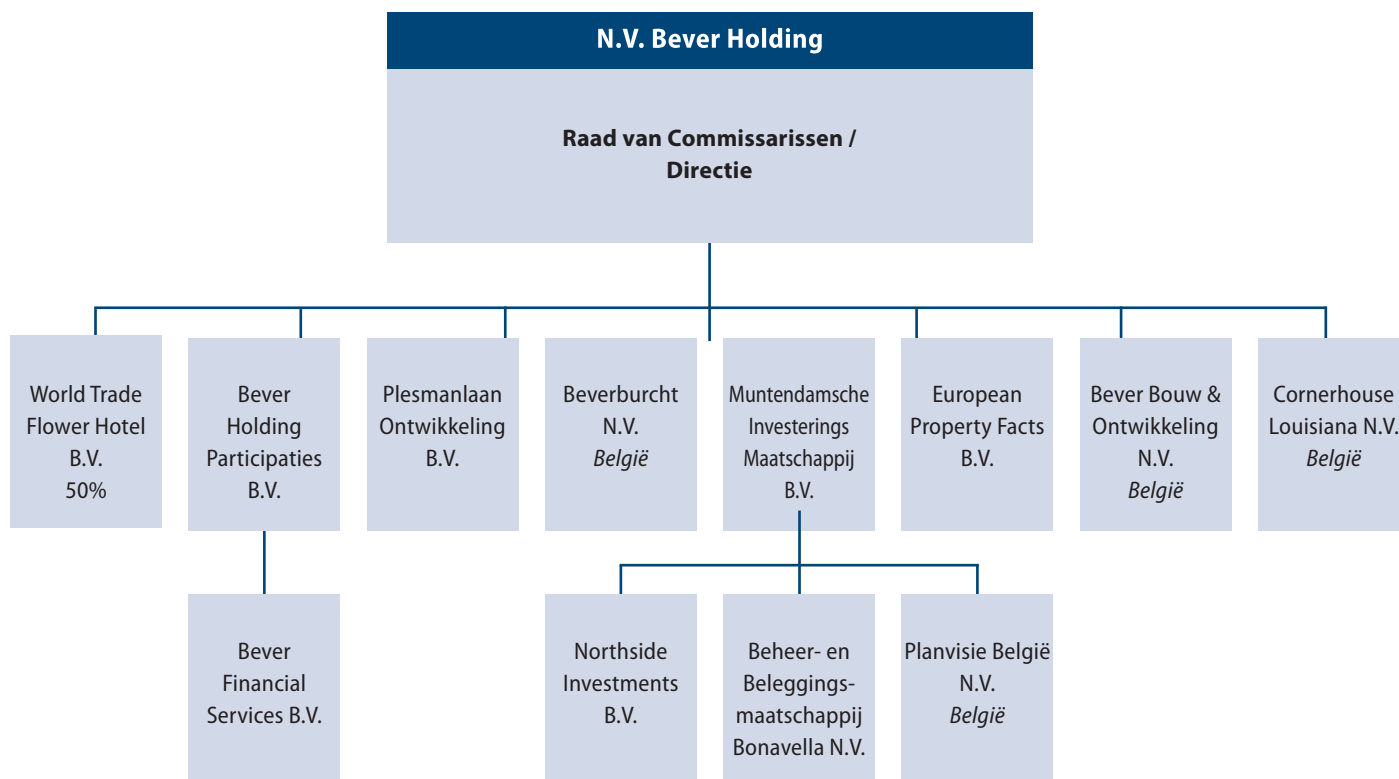 N.V. Bever Holding
Raad van Commissarissen /
Directie
World Trade
Flower Hotel
B.V.
50%
Bever
Holding
Participaties
B.V.
Plesmanlaan
Ontwikkeling
B.V.
Beverburcht
N.V.
België
Muntendamsche
Investerings
Maatschappij
B.V.
European
Property Facts
B.V.
Bever Bouw &
Ontwikkeling
N.V.
België
Cornerhouse
Louisiana N.V.
België
Bever
Financial
Services B.V.
Northside
Investments
B.V.
Beheer- en
Beleggings-
maatschappij
Bonavella N.V.
Planvisie België
N.V.
België